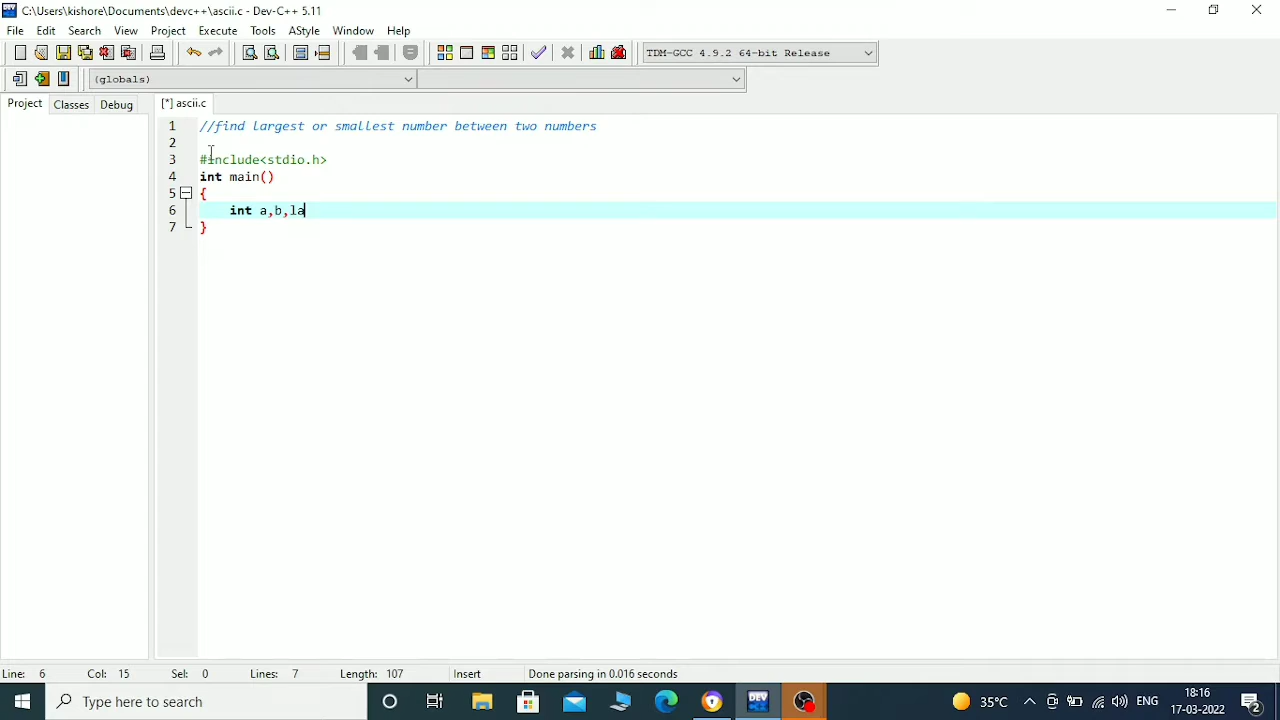 C:\Users\kishore\Documents\devc++\ascii.c - Dev-C++ 5.11
File Edit Search View Project Execute Tools AStyle Window Help
TDM-GCC 4.9.2 64-bit Release
(globals)
Project Classes Debug [*] ascii.c
1 //find largest or smallest number between two numbers
2
3 #include<stdio.h>
4 int main()
5 {
6 int a,b,la
7 }
Line: 6 Col: 15 Sel: 0 Lines: 7 Length: 107 Insert Done parsing in 0.016 seconds
Type here to search DEV 35°C ENG 18:16
17-03-2022 2